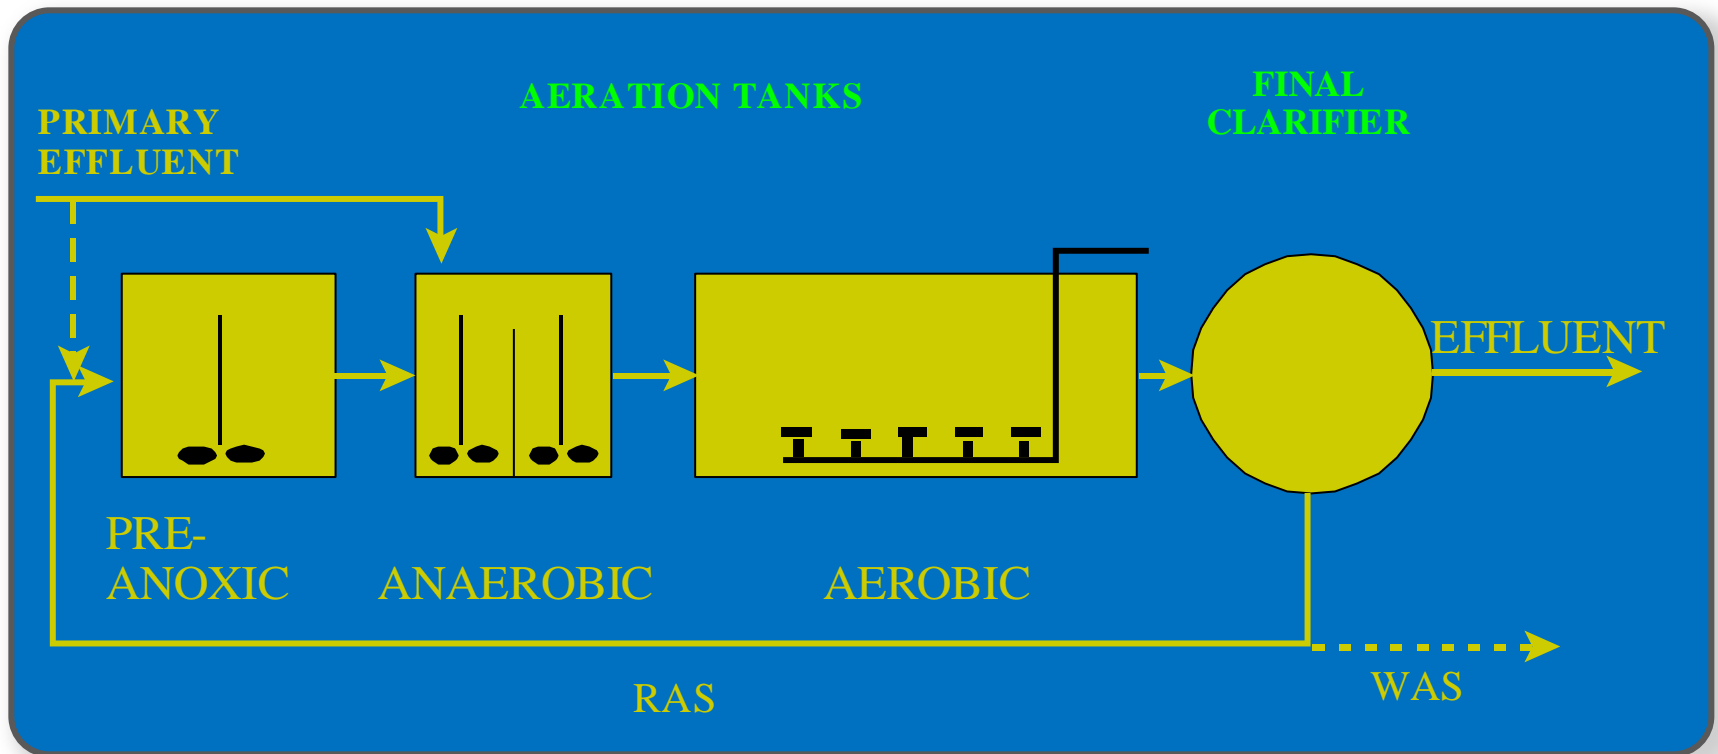 AERATION TANKS
FINAL
CLARIFIER
PRIMARY
EFFLUENT
EFFLUENT
PRE-
ANOXIC
ANAEROBIC
AEROBIC
RAS
WAS